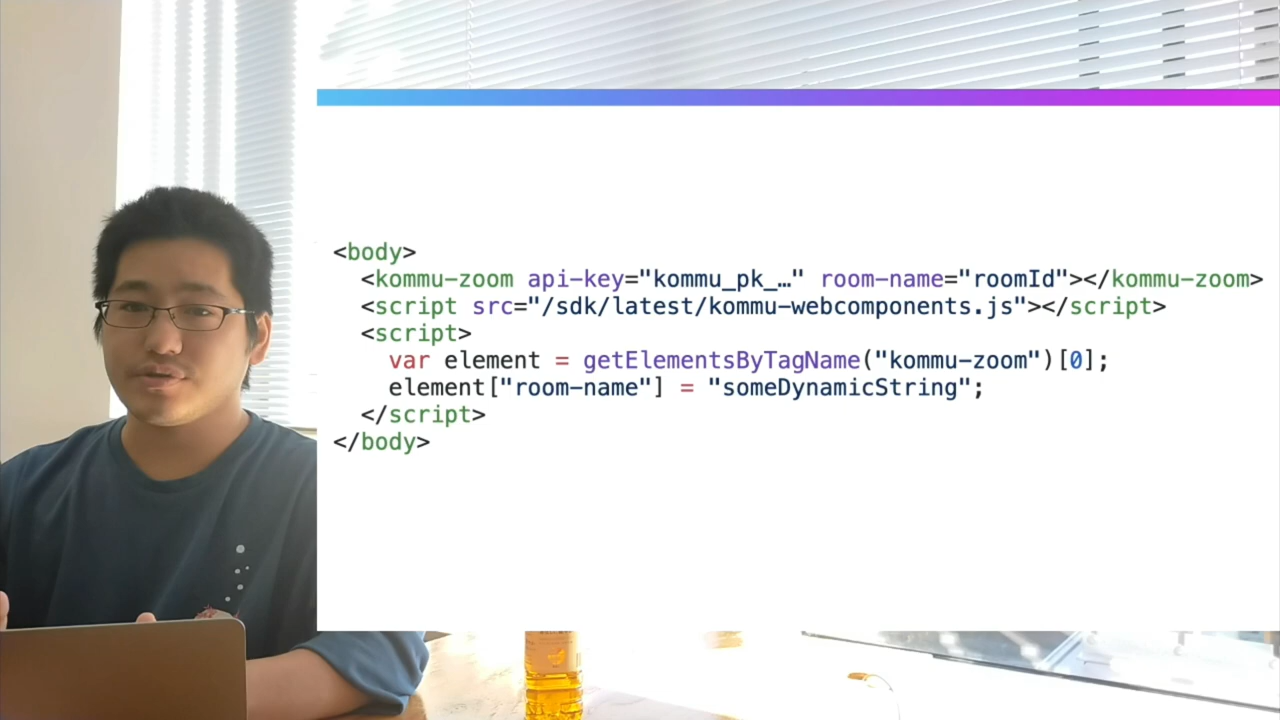 <body>
<kommu-zoom api-key="kommu_pk_…" room-name="roomId"></kommu-zoom>
<script src="/sdk/latest/kommu-webcomponents.js"></script>
<script>
var element = getElementsByTagName("kommu-zoom")[0];
element["room-name"] = "someDynamicString";
</script>
</body>